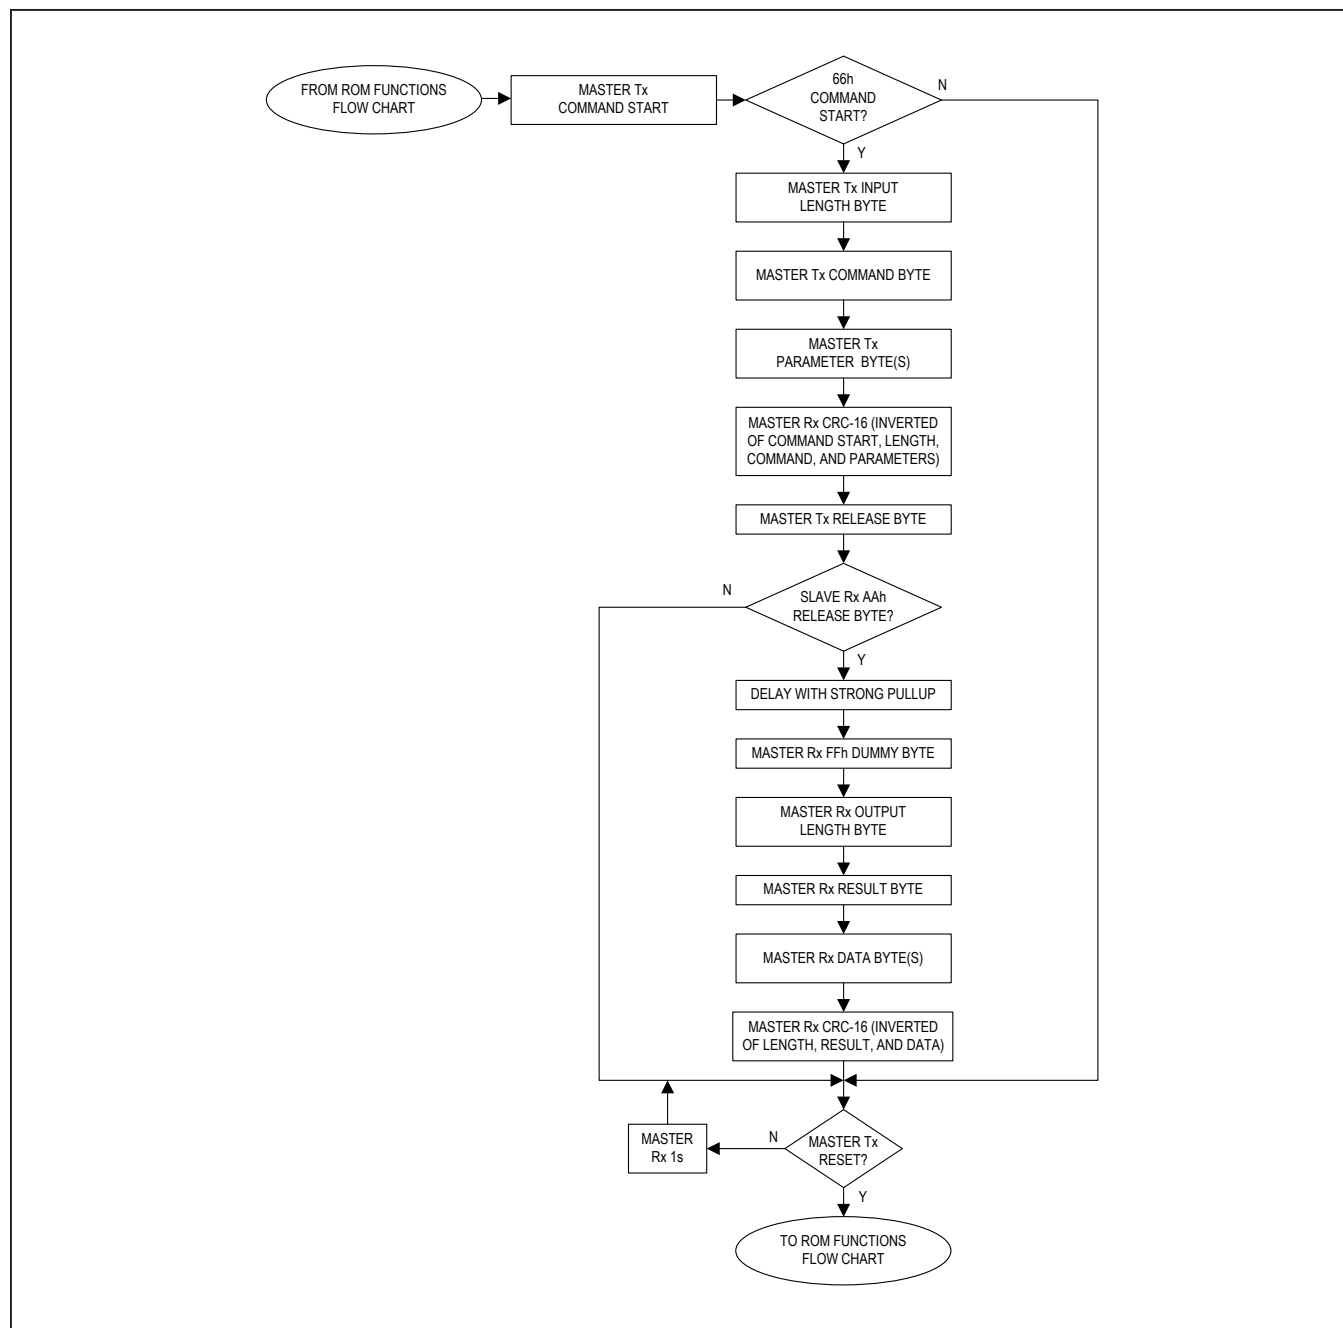 FROM ROM FUNCTIONS
FLOW CHART
MASTER Tx
COMMAND START
66h
COMMAND
START?
N
Y
MASTER Tx INPUT
LENGTH BYTE
MASTER Tx COMMAND BYTE
MASTER Tx
PARAMETER BYTE(S)
MASTER Rx CRC-16 (INVERTED
OF COMMAND START, LENGTH,
COMMAND, AND PARAMETERS)
MASTER Tx RELEASE BYTE
N
SLAVE Rx AAh
RELEASE BYTE?
Y
DELAY WITH STRONG PULLUP
MASTER Rx FFh DUMMY BYTE
MASTER Rx OUTPUT
LENGTH BYTE
MASTER Rx RESULT BYTE
MASTER Rx DATA BYTE(S)
MASTER Rx CRC-16 (INVERTED
OF LENGTH, RESULT, AND DATA)
MASTER
Rx 1s
N
MASTER Tx
RESET?
Y
TO ROM FUNCTIONS
FLOW CHART